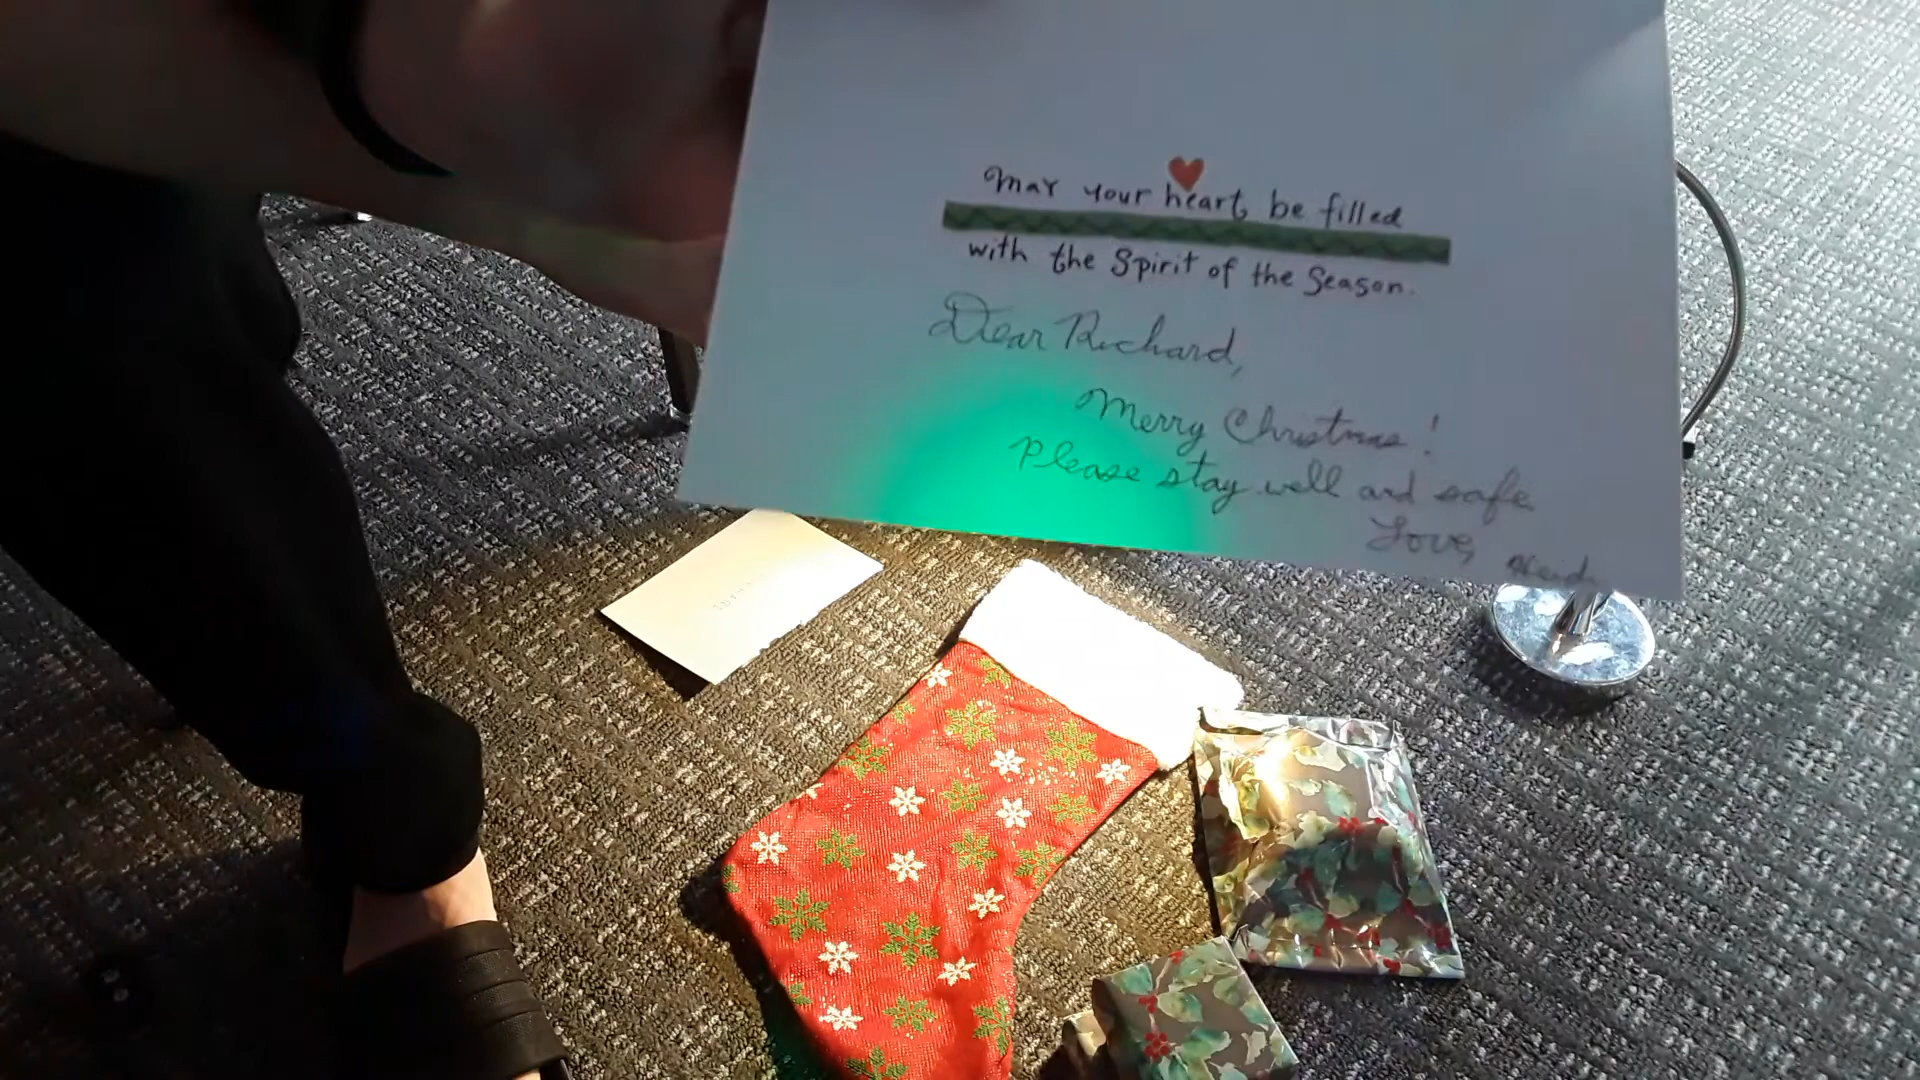 May your heart be filled
with the Spirit of the Season.
Dear Richard,
Merry Christmas!
Please stay well and safe.
Love,